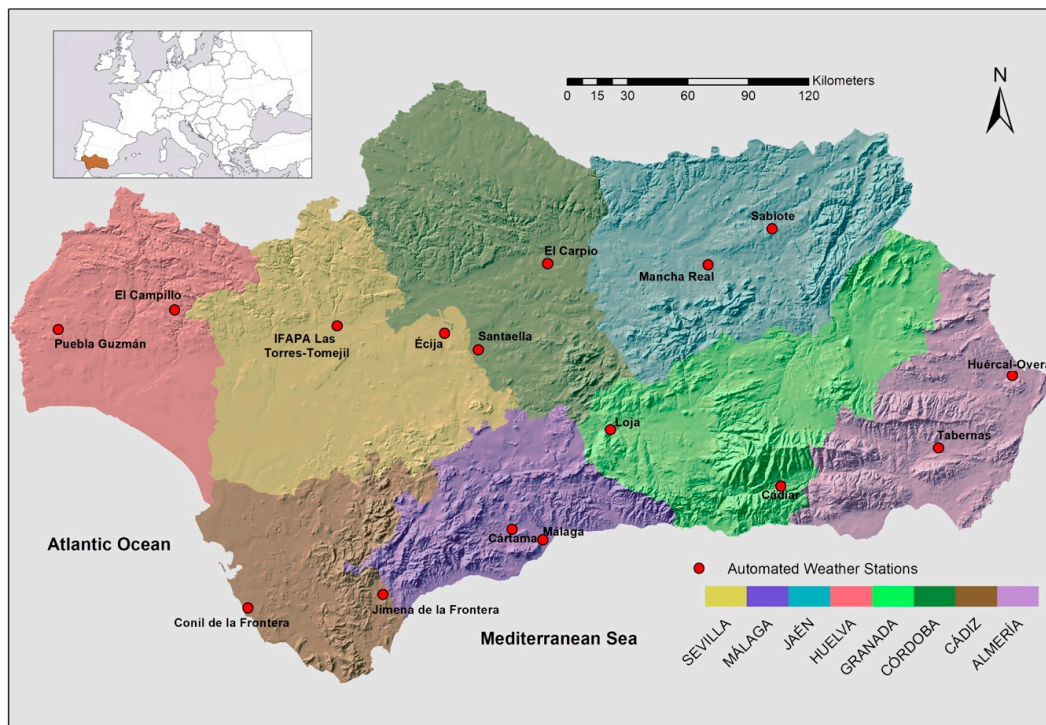 Kilometers
0 15 30 60 90 120
N
Sabiote
El Carpio
Mancha Real
El Campillo
Puebla Guzmán
IFAPA Las
Torres-Tomejil
Écija
Santaella
Huércal-Overa
Loja
Tabernas
Cádiar
Cártama
Málaga
Atlantic Ocean
Automated Weather Stations
Jimena de la Frontera
Conil de la Frontera
Mediterranean Sea
SEVILLA
MÁLAGA
JAÉN
HUELVA
GRANADA
CÓRDOBA
CÁDIZ
ALMERÍA